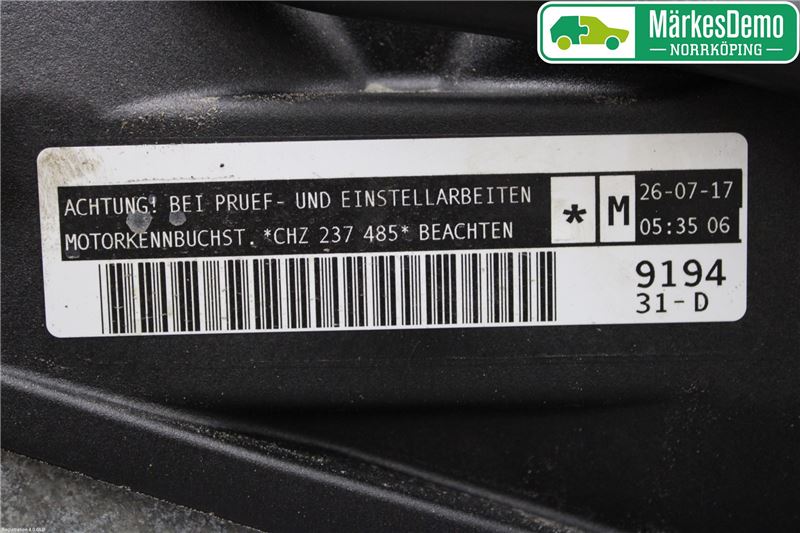 MärkesDemo
NORRKÖPING
ACHTUNG! BEI PRUEF- UND EINSTELLARBEITEN
MOTORKENNBUCHST. *CHZ 237 485* BEACHTEN
*
M
26-07-17
05:35 06
9194
31-D